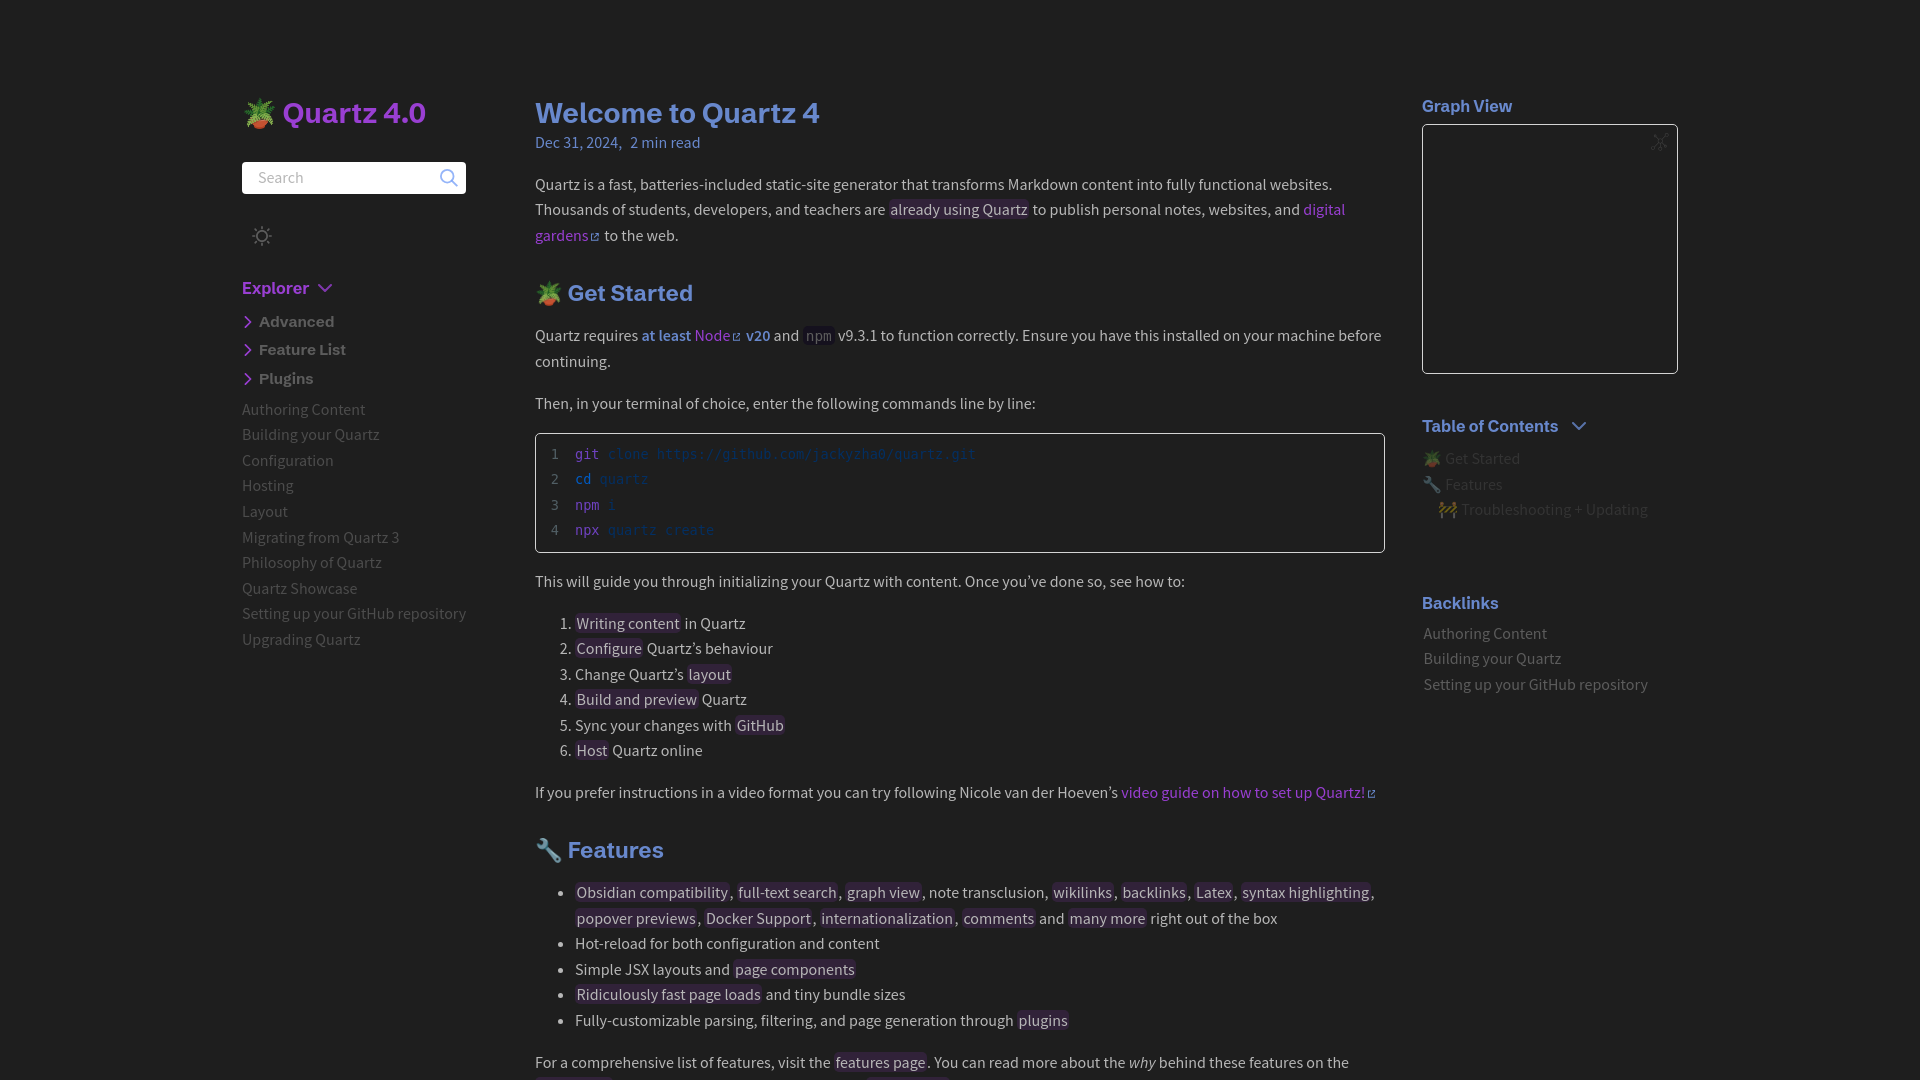 🪴 Quartz 4.0
Search
Explorer
Advanced
Feature List
Plugins
Authoring Content
Building your Quartz
Configuration
Hosting
Layout
Migrating from Quartz 3
Philosophy of Quartz
Quartz Showcase
Setting up your GitHub repository
Upgrading Quartz
Welcome to Quartz 4
Dec 31, 2024, 2 min read
Quartz is a fast, batteries-included static-site generator that transforms Markdown content into fully functional websites.
Thousands of students, developers, and teachers are already using Quartz to publish personal notes, websites, and digital
gardens to the web.
🪴 Get Started
Quartz requires at least Node v20 and npm v9.3.1 to function correctly. Ensure you have this installed on your machine before
continuing.
Then, in your terminal of choice, enter the following commands line by line:
1 git clone https://github.com/jackyzha0/quartz.git
2 cd quartz
3 npm i
4 npx quartz create
This will guide you through initializing your Quartz with content. Once you’ve done so, see how to:
1. Writing content in Quartz
2. Configure Quartz’s behaviour
3. Change Quartz’s layout
4. Build and preview Quartz
5. Sync your changes with GitHub
6. Host Quartz online
If you prefer instructions in a video format you can try following Nicole van der Hoeven’s video guide on how to set up Quartz!
🔧 Features
• Obsidian compatibility, full-text search, graph view, note transclusion, wikilinks, backlinks, Latex, syntax highlighting,
popover previews, Docker Support, internationalization, comments and many more right out of the box
• Hot-reload for both configuration and content
• Simple JSX layouts and page components
• Ridiculously fast page loads and tiny bundle sizes
• Fully-customizable parsing, filtering, and page generation through plugins
For a comprehensive list of features, visit the features page. You can read more about the why behind these features on the
Graph View
Table of Contents
🪴 Get Started
🔧 Features
🚧 Troubleshooting + Updating
Backlinks
Authoring Content
Building your Quartz
Setting up your GitHub repository